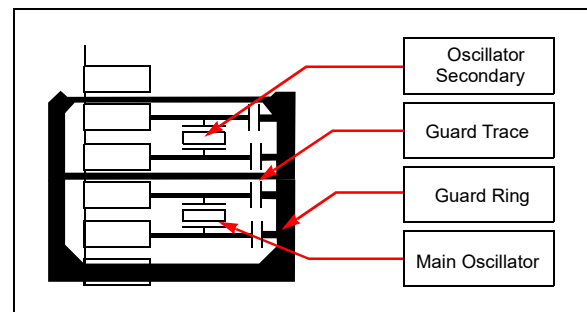 Oscillator
Secondary
Guard Trace
Guard Ring
Main Oscillator